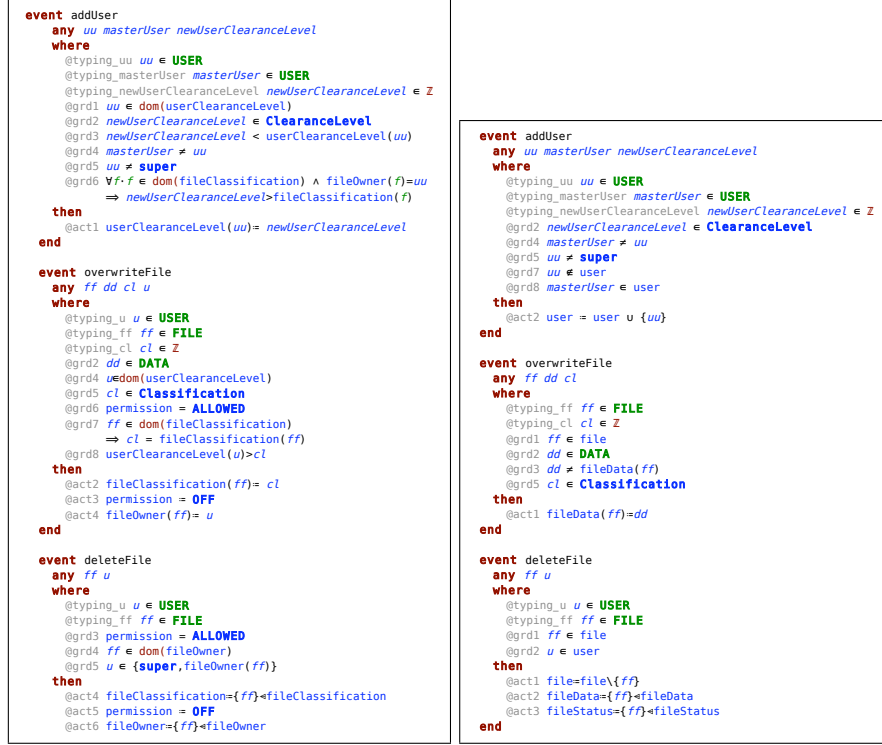 event addUser
any uu masterUser newUserClearanceLevel
where
@typing_uu uu ∈ USER
@typing_masterUser masterUser ∈ USER
@typing_newUserClearanceLevel newUserClearanceLevel ∈ ℤ
@grd1 uu ∈ dom(userClearanceLevel)
@grd2 newUserClearanceLevel ∈ ClearanceLevel
@grd3 newUserClearanceLevel < userClearanceLevel(uu)
@grd4 masterUser ≠ uu
@grd5 uu ≠ super
@grd6 ∀f·f ∈ dom(fileClassification) ∧ fileOwner(f)=uu
⇒ newUserClearanceLevel>fileClassification(f)
then
@act1 userClearanceLevel(uu)≔ newUserClearanceLevel
end
event overwriteFile
any ff dd cl u
where
@typing_u u ∈ USER
@typing_ff ff ∈ FILE
@typing_cl cl ∈ ℤ
@grd2 dd ∈ DATA
@grd4 u∈dom(userClearanceLevel)
@grd5 cl ∈ Classification
@grd6 permission = ALLOWED
@grd7 ff ∈ dom(fileClassification)
⇒ cl = fileClassification(ff)
@grd8 userClearanceLevel(u)>cl
then
@act2 fileClassification(ff)≔ cl
@act3 permission ≔ OFF
@act4 fileOwner(ff)≔ u
end
event deleteFile
any ff u
where
@typing_u u ∈ USER
@typing_ff ff ∈ FILE
@grd3 permission = ALLOWED
@grd4 ff ∈ dom(fileOwner)
@grd5 u ∈ {super,fileOwner(ff)}
then
@act4 fileClassification≔{ff}⩤fileClassification
@act5 permission ≔ OFF
@act6 fileOwner≔{ff}⩤fileOwner
event addUser
any uu masterUser newUserClearanceLevel
where
@typing_uu uu ∈ USER
@typing_masterUser masterUser ∈ USER
@typing_newUserClearanceLevel newUserClearanceLevel ∈ ℤ
@grd2 newUserClearanceLevel ∈ ClearanceLevel
@grd4 masterUser ≠ uu
@grd5 uu ≠ super
@grd7 uu ∉ user
@grd8 masterUser ∈ user
then
@act2 user ≔ user ∪ {uu}
end
event overwriteFile
any ff dd cl
where
@typing_ff ff ∈ FILE
@typing_cl cl ∈ ℤ
@grd1 ff ∈ file
@grd2 dd ∈ DATA
@grd3 dd ≠ fileData(ff)
@grd5 cl ∈ Classification
then
@act1 fileData(ff)≔dd
end
event deleteFile
any ff u
where
@typing_u u ∈ USER
@typing_ff ff ∈ FILE
@grd1 ff ∈ file
@grd2 u ∈ user
then
@act1 file≔file\{ff}
@act2 fileData≔{ff}⩤fileData
@act3 fileStatus≔{ff}⩤fileStatus
end